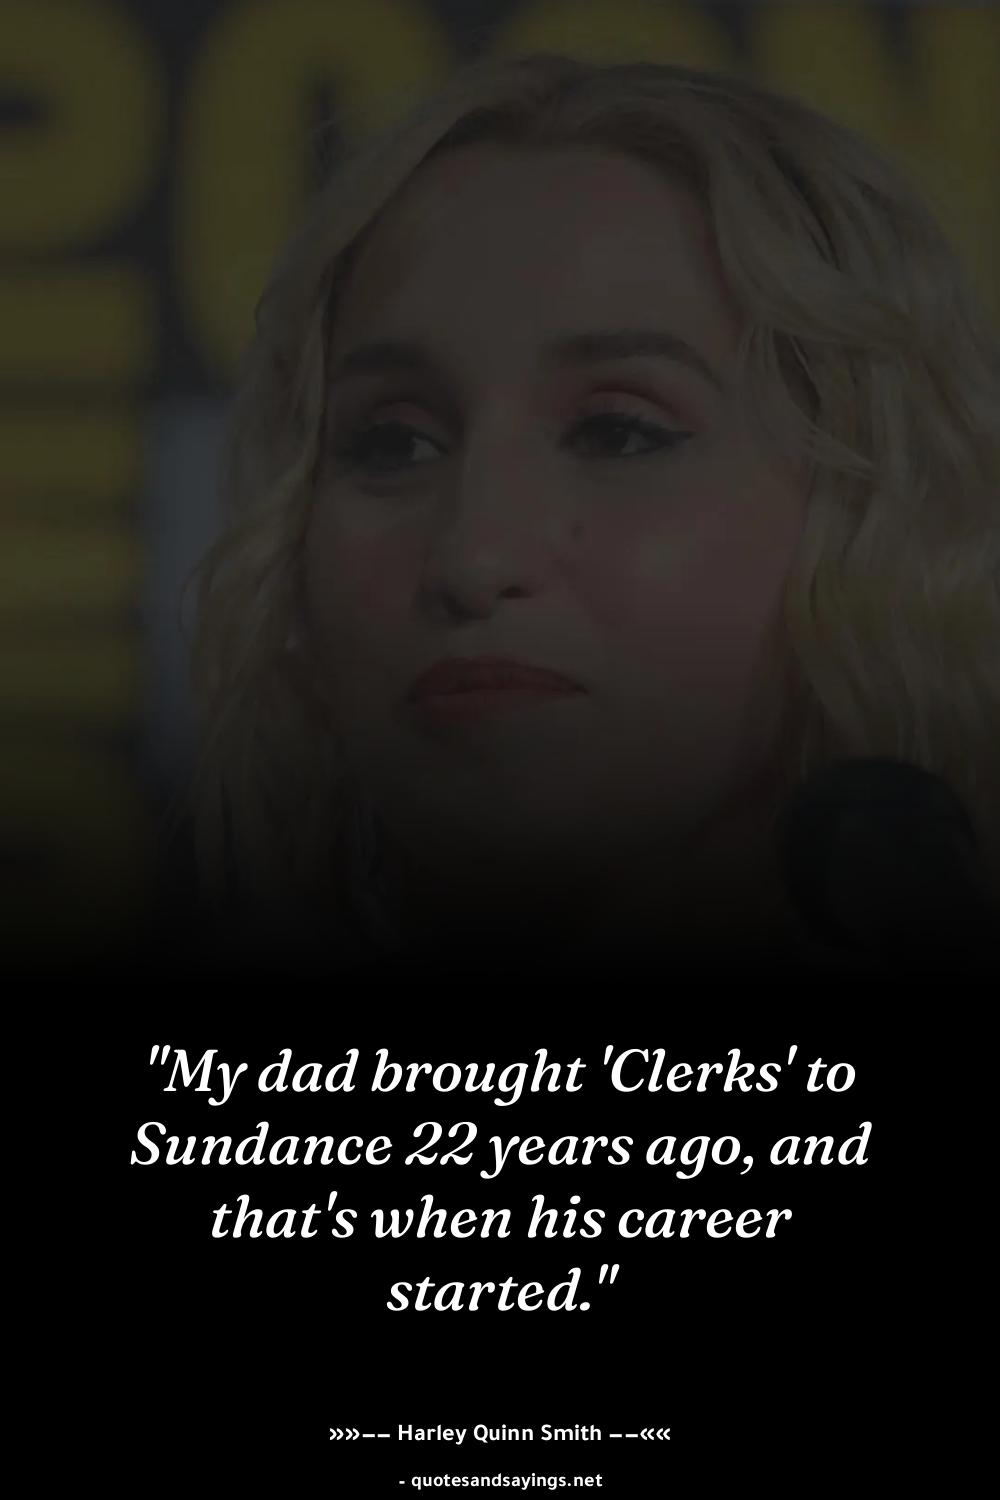 "My dad brought 'Clerks' to
Sundance 22 years ago, and
that's when his career
started."
»»–– Harley Quinn Smith ––««
- quotesandsayings.net